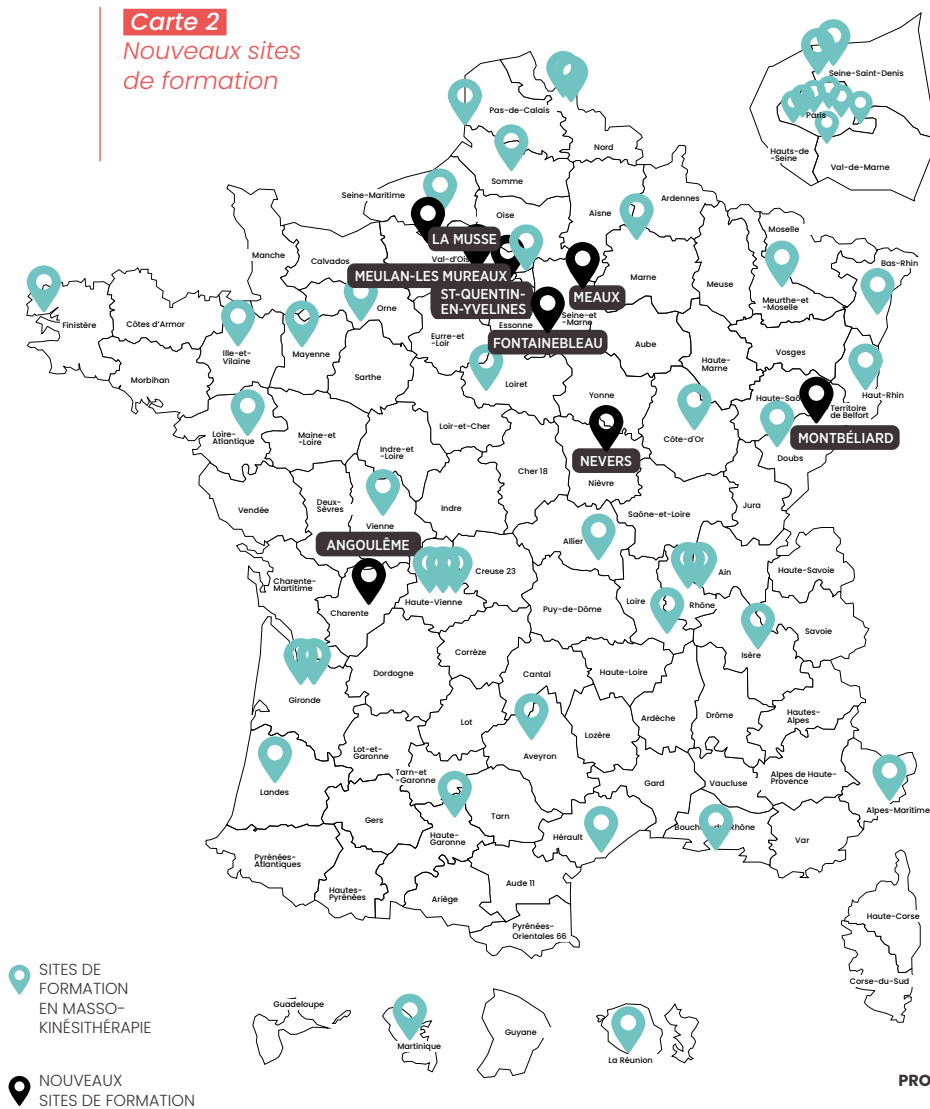 Carte 2
Nouveaux sites
de formation
Seine-Saint-Denis
Paris
Hauts-de
-Seine
Val-de-Marne
Pas-de-Calais
Nord
Somme
Seine-Maritime
Oise
Aisne
Ardennes
Manche
Calvados
LA MUSSE
Val-d'Ois
Marne
Meuse
Moselle
Bas-Rhin
MEULAN-LES MUREAUX
ST-QUENTIN-
EN-YVELINES
MEAUX
Meurthe-et
-Moselle
Finistère
Côtes d'Armor
Orne
Essonne
Seine-et
-Marne
FONTAINEBLEAU
Ille-et-
Vilaine
Mayenne
Eurre-et
-Loir
Aube
Vosges
Haute-
Marne
Morbihan
Sarthe
Loiret
Yonne
Haute-Saô
Haut-Rhin
Territoire
de Belfort
MONTBÉLIARD
Loire-
Atlantique
Maine-et
-Loire
Loir-et-Cher
Indre-et
-Loire
Côte-d'Or
NEVERS
Doubs
Cher 18
Nièvre
Vendée
Deux-
Sèvres
Vienne
Indre
Saône-et-Loire
Jura
ANGOULÊME
Allier
Charente-
Martitime
Charente
Haute-Vienne
Creuse 23
Ain
Haute-Savoie
Puy-de-Dôme
Loire
Rhône
Savoie
Isère
Gironde
Dordogne
Corrèze
Cantal
Haute-Loire
Ardèche
Drôme
Hautes-
Alpes
Lot
Lot-et-
Garonne
Aveyron
Lozère
Landes
Tarn-et
-Garonne
Gard
Vaucluse
Alpes de Haute-
Provence
Alpes-Maritime
Gers
Haute-
Garonne
Tarn
Hérault
Var
Pyrénées-
Atlantiques
Hautes-
Pyrénées
Ariège
Aude 11
Pyrénées-
Orientales 66
Haute-Corse
Corse-du-Sud
SITES DE
FORMATION
EN MASSO-
KINÉSITHÉRAPIE
Guadeloupe
Martinique
Guyane
La Réunion
NOUVEAUX
SITES DE FORMATION
PRO